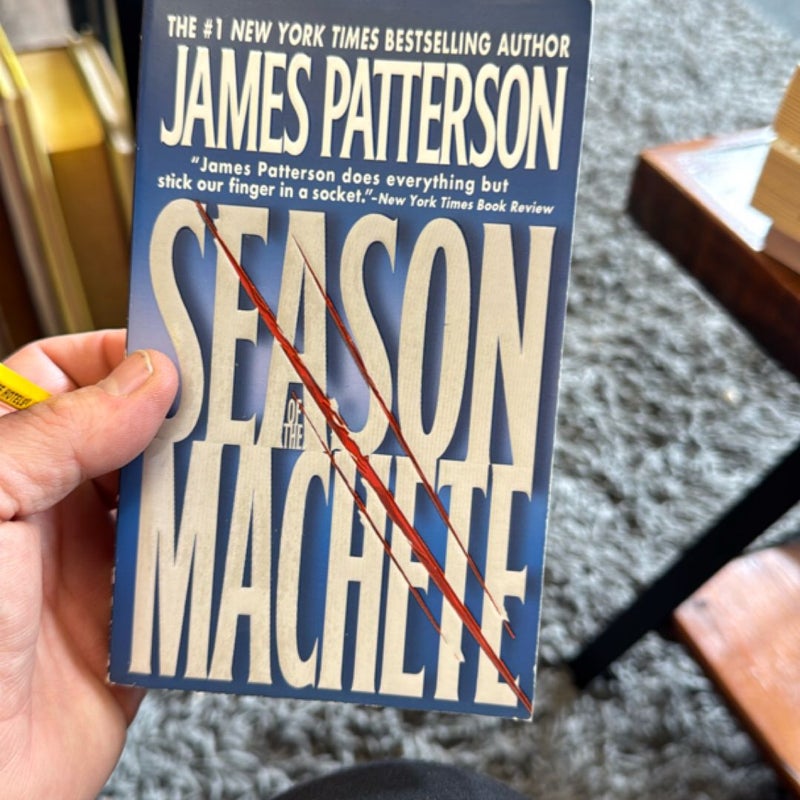 THE #1 NEW YORK TIMES BESTSELLING AUTHOR
JAMES PATTERSON
"James Patterson does everything but
stick our finger in a socket."-New York Times Book Review
SEASON
OF
THE
MACHETE